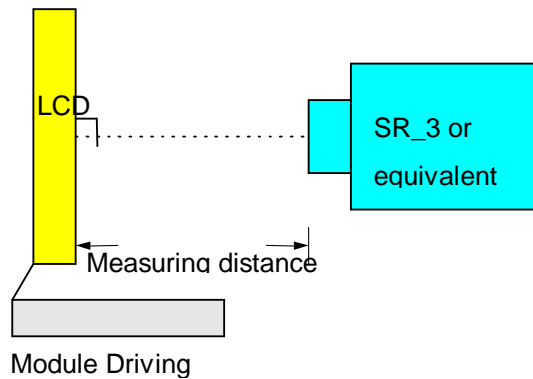 LCD
SR_3 or
equivalent
Measuring distance
Module Driving